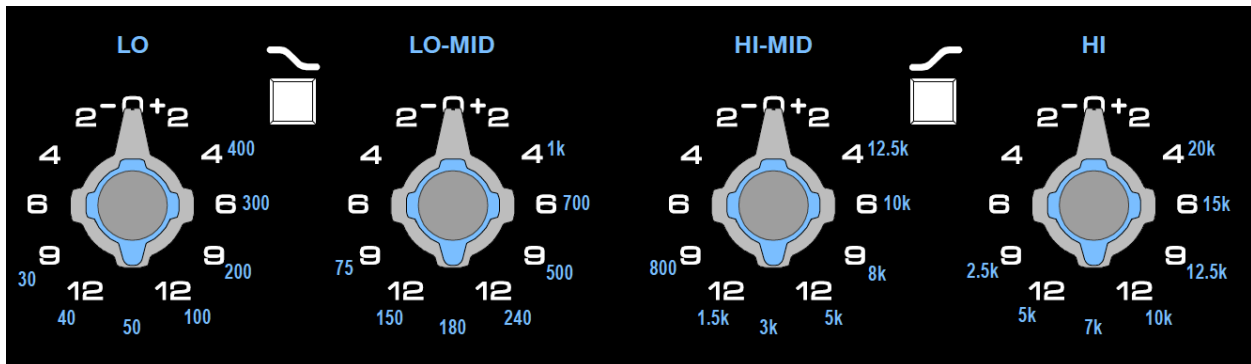 LO LO-MID HI-MID HI
2 - 0 + 2 2 - 0 + 2 2 - 0 + 2 2 - 0 + 2
4 4 400 4 4 1k 4 4 12.5k 4 4 20k
6 6 300 6 6 700 6 6 10k 6 6 15k
30 9 9 200 75 9 9 500 800 9 9 8k 2.5k 9 9 12.5k
12 12 12 12 12 12 12 12
40 50 100 150 180 240 1.5k 3k 5k 5k 7k 10k